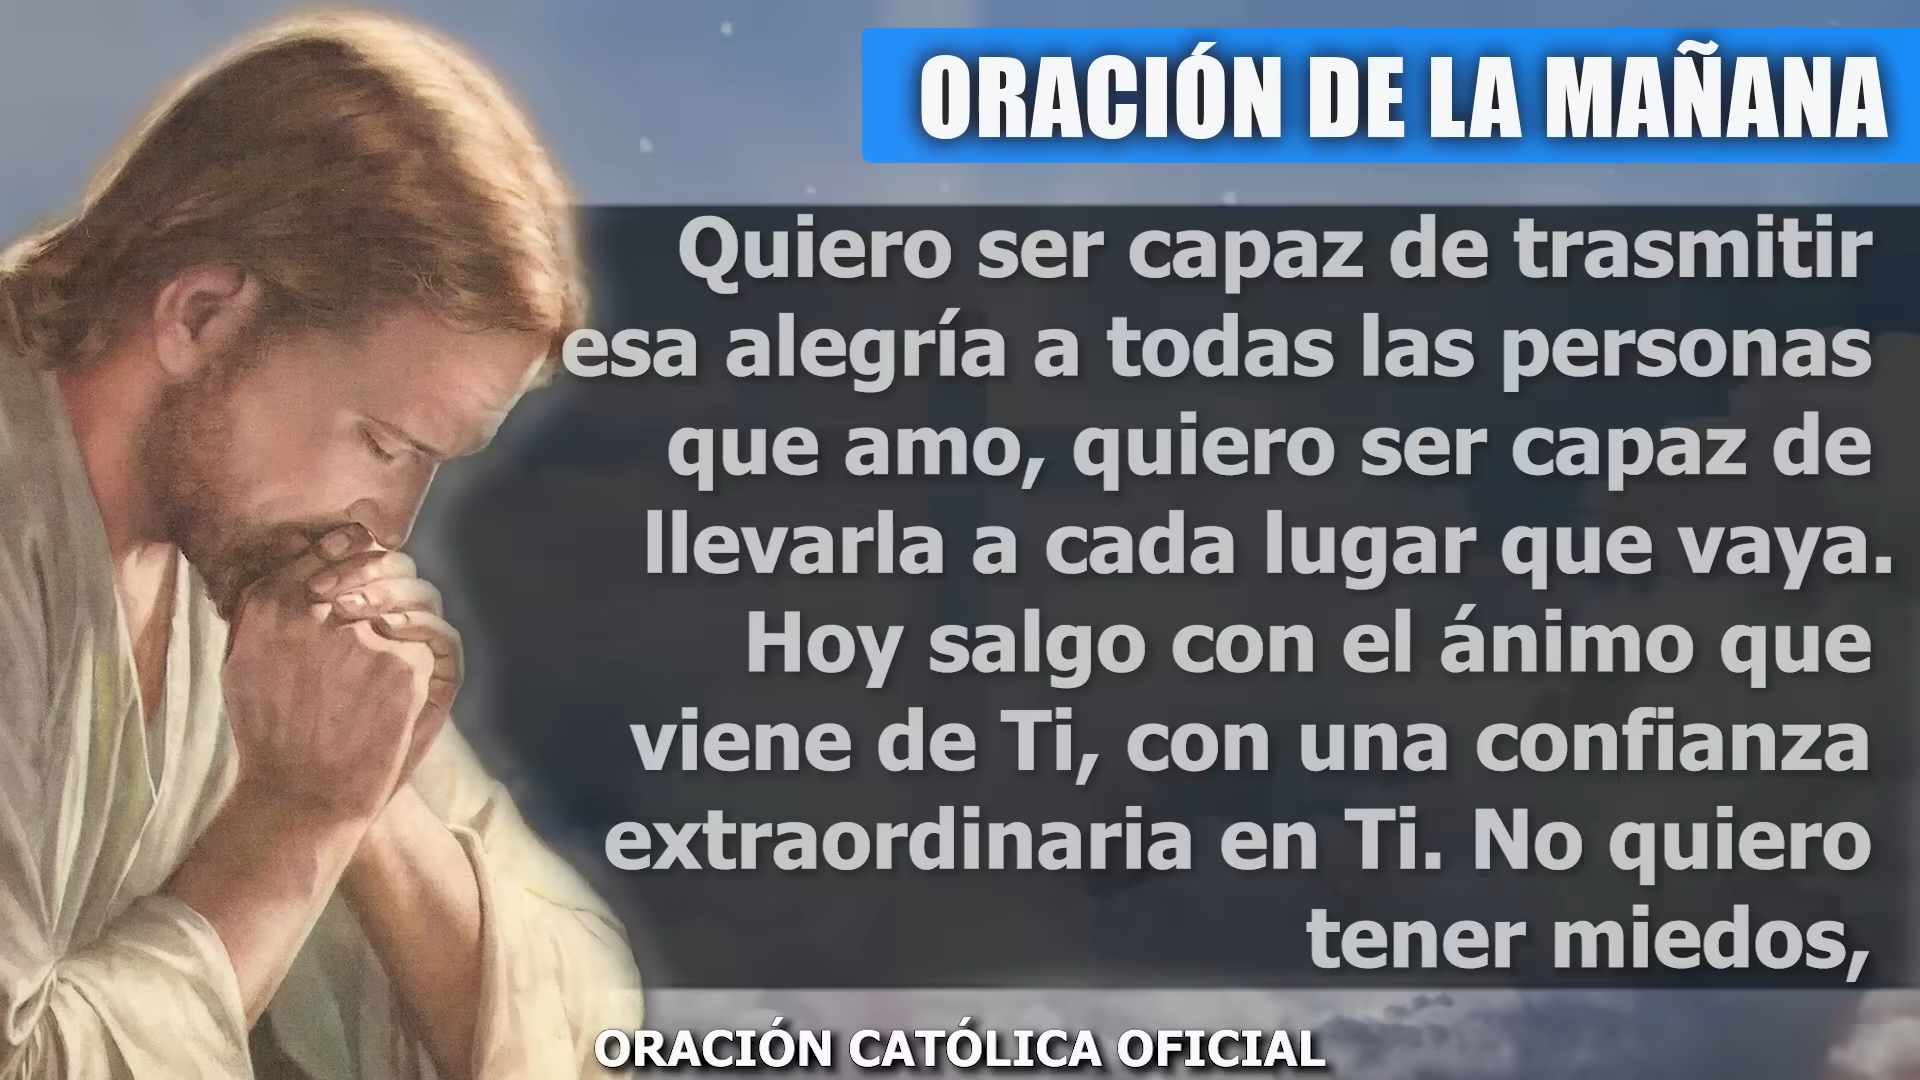 ORACIÓN DE LA MAÑANA
Quiero ser capaz de trasmitir
esa alegría a todas las personas
que amo, quiero ser capaz de
llevarla a cada lugar que vaya.
Hoy salgo con el ánimo que
viene de Ti, con una confianza
extraordinaria en Ti. No quiero
tener miedos,
ORACIÓN CATÓLICA OFICIAL